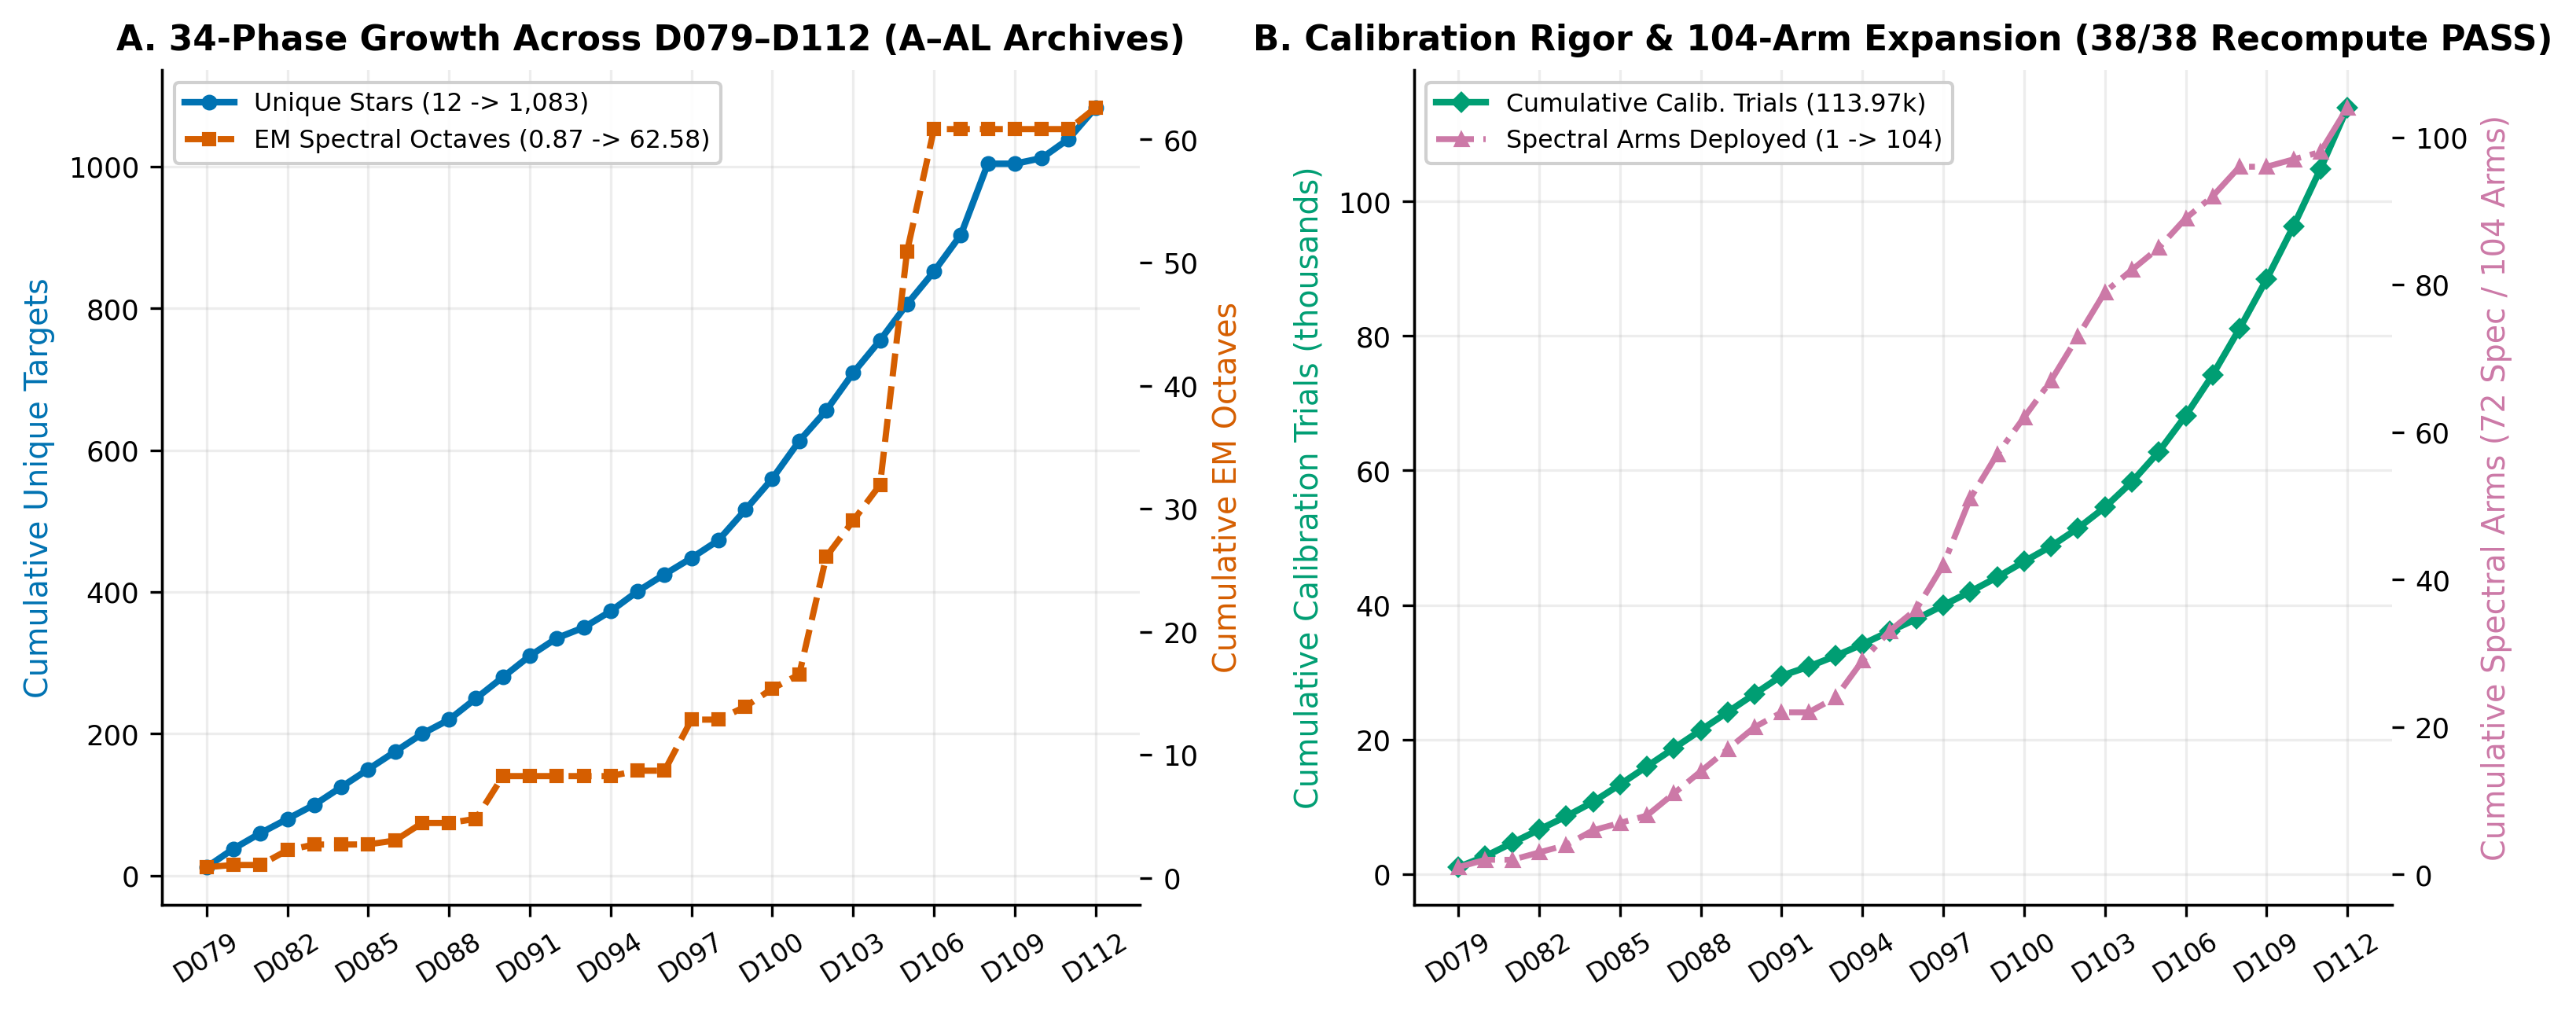 A. 34-Phase Growth Across D079–D112 (A–AL Archives)
Unique Stars (12 -> 1,083)
EM Spectral Octaves (0.87 -> 62.58)
Cumulative Unique Targets
1000
800
600
400
200
0
Cumulative EM Octaves
60
50
40
30
20
10
0
D079
D082
D085
D088
D091
D094
D097
D100
D103
D106
D109
D112
B. Calibration Rigor & 104-Arm Expansion (38/38 Recompute PASS)
Cumulative Calib. Trials (113.97k)
Spectral Arms Deployed (1 -> 104)
Cumulative Calibration Trials (thousands)
100
80
60
40
20
0
Cumulative Spectral Arms (72 Spec / 104 Arms)
100
80
60
40
20
0
D079
D082
D085
D088
D091
D094
D097
D100
D103
D106
D109
D112